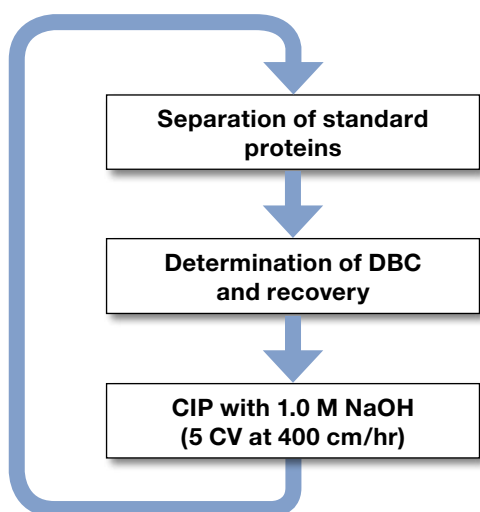 Separation of standard
proteins
Determination of DBC
and recovery
CIP with 1.0 M NaOH
(5 CV at 400 cm/hr)